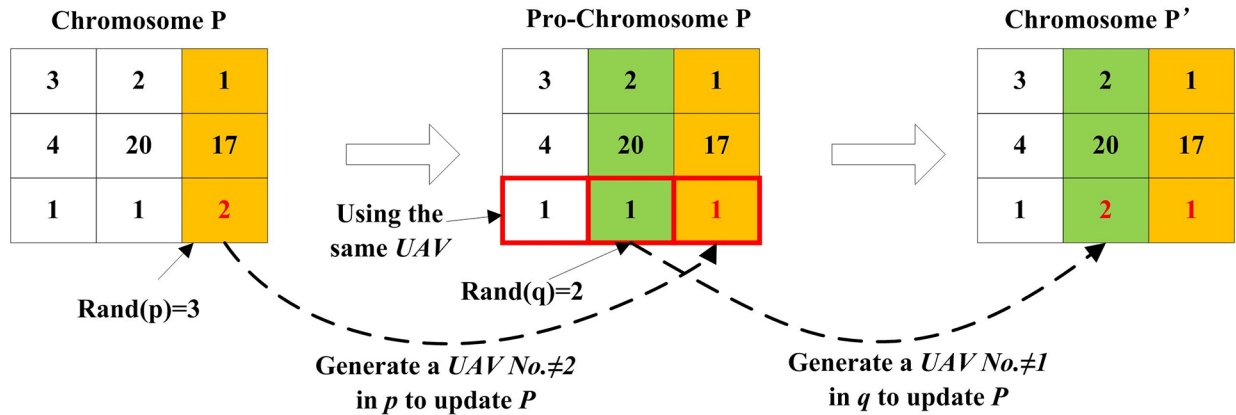 Chromosome P
Pro-Chromosome P
Chromosome P’
3 2 1
4 20 17
1 1 2
3 2 1
4 20 17
1 1 1
3 2 1
4 20 17
1 2 1
Using the
same UAV
Rand(p)=3
Rand(q)=2
Generate a UAV No.≠2
in p to update P
Generate a UAV No.≠1
in q to update P